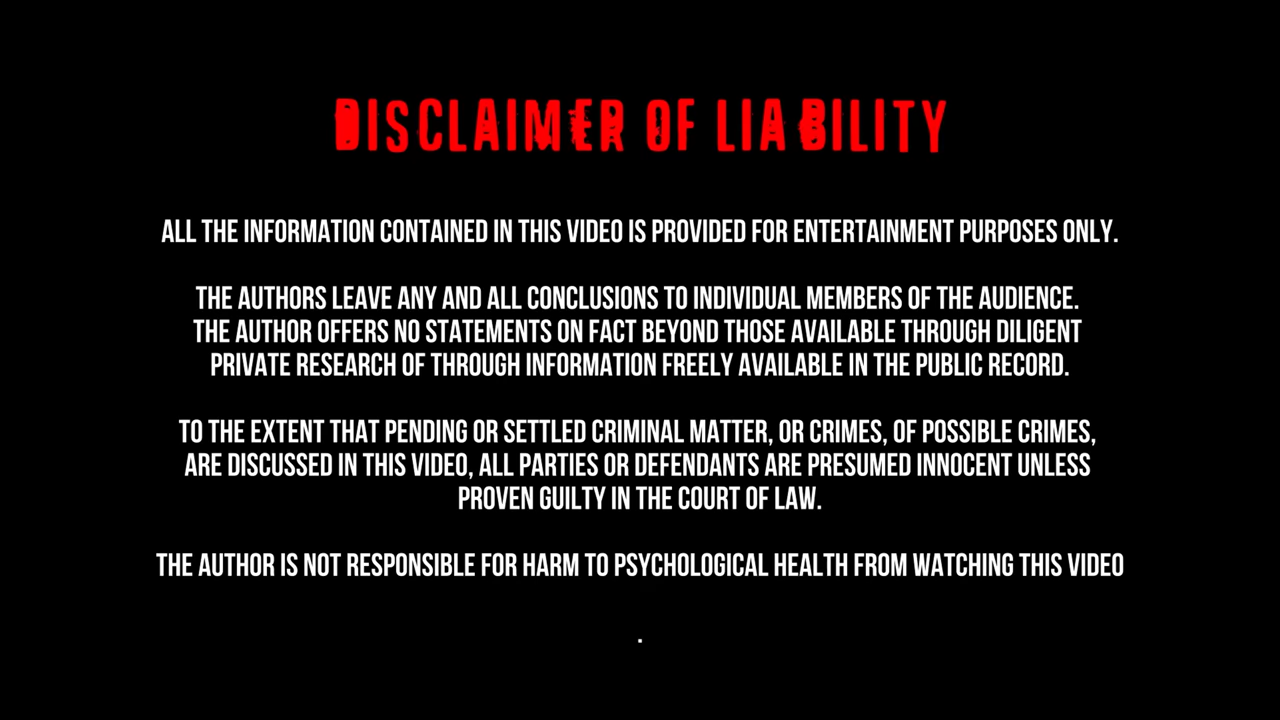 DISCLAIMER OF LIABILITY
ALL THE INFORMATION CONTAINED IN THIS VIDEO IS PROVIDED FOR ENTERTAINMENT PURPOSES ONLY.
THE AUTHORS LEAVE ANY AND ALL CONCLUSIONS TO INDIVIDUAL MEMBERS OF THE AUDIENCE.
THE AUTHOR OFFERS NO STATEMENTS ON FACT BEYOND THOSE AVAILABLE THROUGH DILIGENT
PRIVATE RESEARCH OF THROUGH INFORMATION FREELY AVAILABLE IN THE PUBLIC RECORD.
TO THE EXTENT THAT PENDING OR SETTLED CRIMINAL MATTER, OR CRIMES, OF POSSIBLE CRIMES,
ARE DISCUSSED IN THIS VIDEO, ALL PARTIES OR DEFENDANTS ARE PRESUMED INNOCENT UNLESS
PROVEN GUILTY IN THE COURT OF LAW.
THE AUTHOR IS NOT RESPONSIBLE FOR HARM TO PSYCHOLOGICAL HEALTH FROM WATCHING THIS VIDEO
.